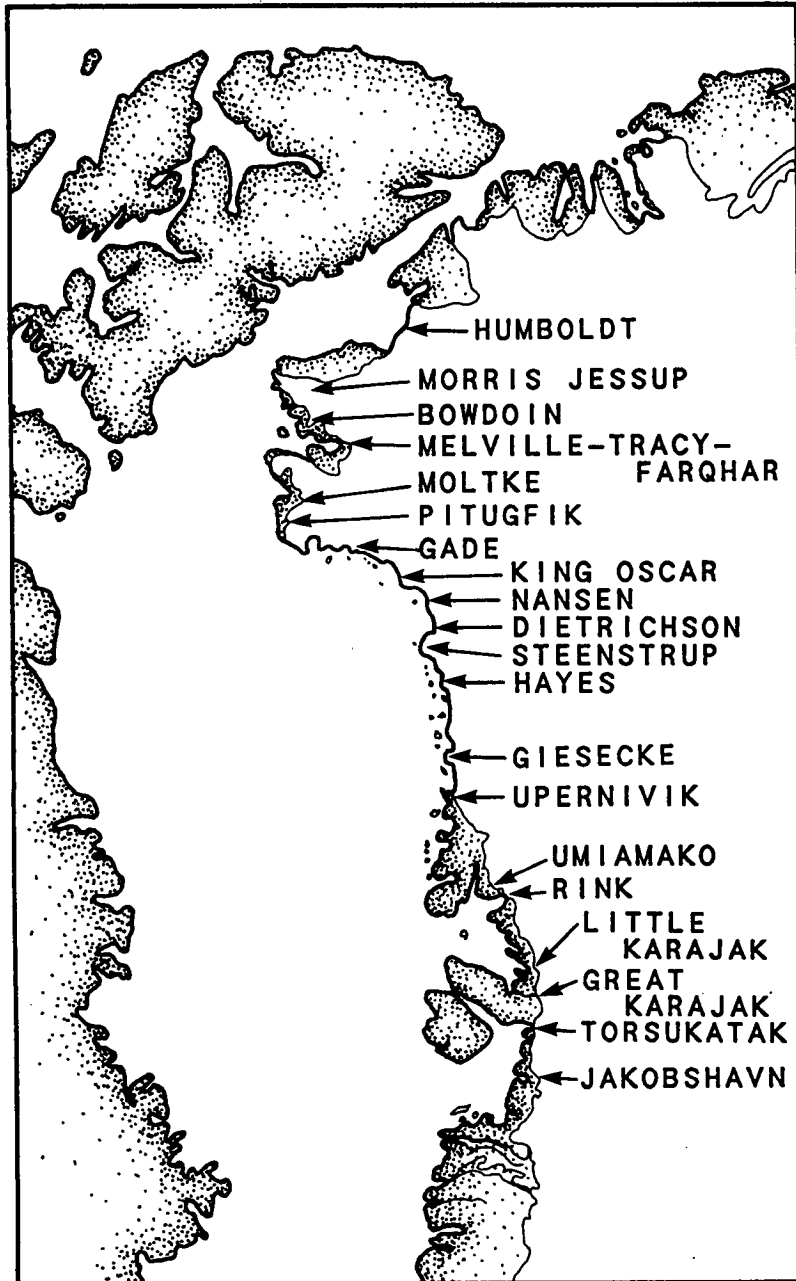 HUMBOLDT
MORRIS JESSUP
BOWDOIN
MELVILLE-TRACY-
FARQHAR
MOLTKE
PITUGFIK
GADE
KING OSCAR
NANSEN
DIETRICHSON
STEENSTRUP
HAYES
GIESECKE
UPERNIVIK
UMIAMAKO
RINK
LITTLE
KARAJAK
GREAT
KARAJAK
TORSUKATAK
JAKOBSHAVN